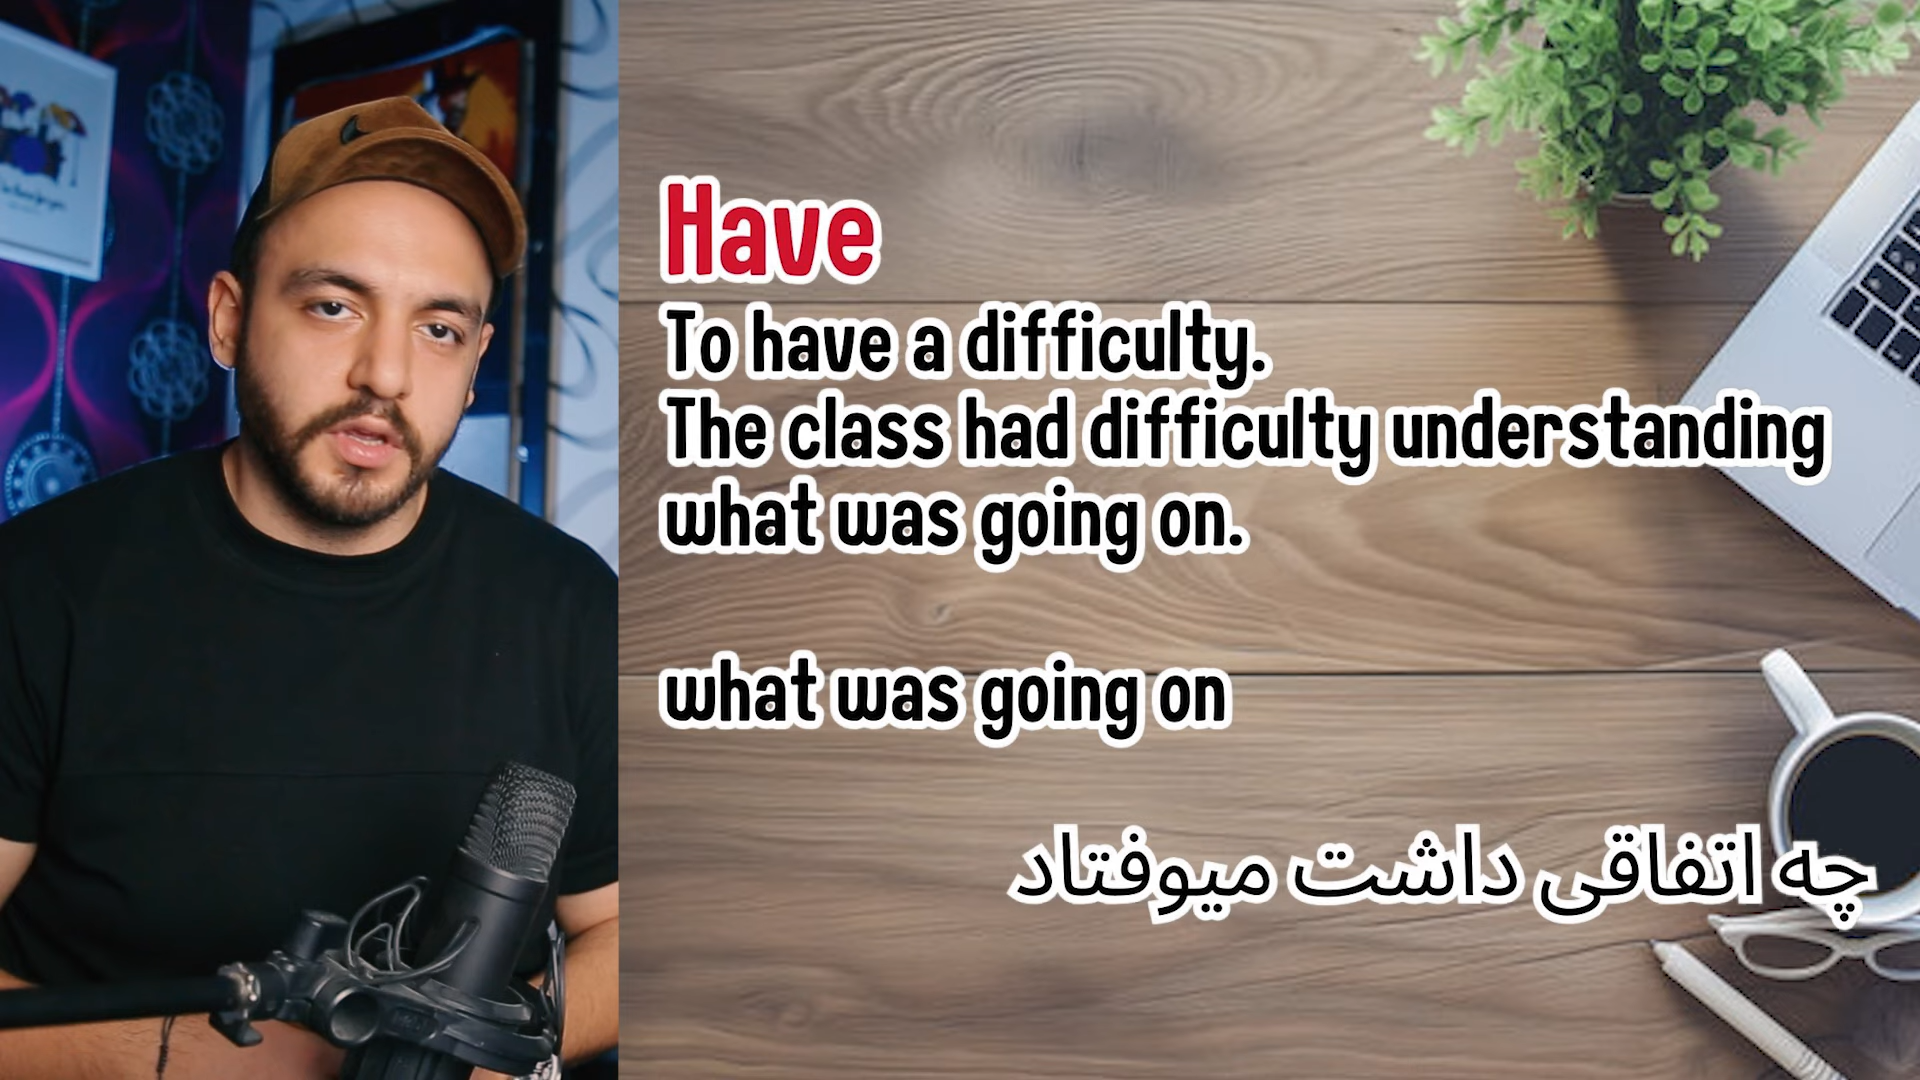 Have
To have a difficulty.
The class had difficulty understanding
what was going on.
what was going on
چه اتفاقی داشت میوفتاد